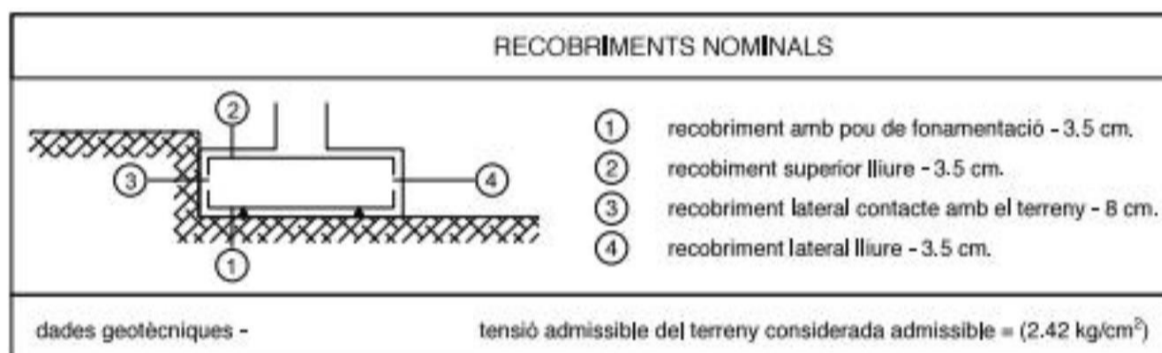 RECOBRIMENTS NOMINALS
2
3
4
1
1 recobriment amb pou de fonamentació - 3.5 cm.
2 recobiment superior lliure - 3.5 cm.
3 recobriment lateral contacte amb el terreny - 8 cm.
4 recobriment lateral lliure - 3.5 cm.
dades geotècniques - tensió admissible del terreny considerada admissible = (2.42 kg/cm²)